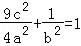 9c²/4a² + 1/b² = 1